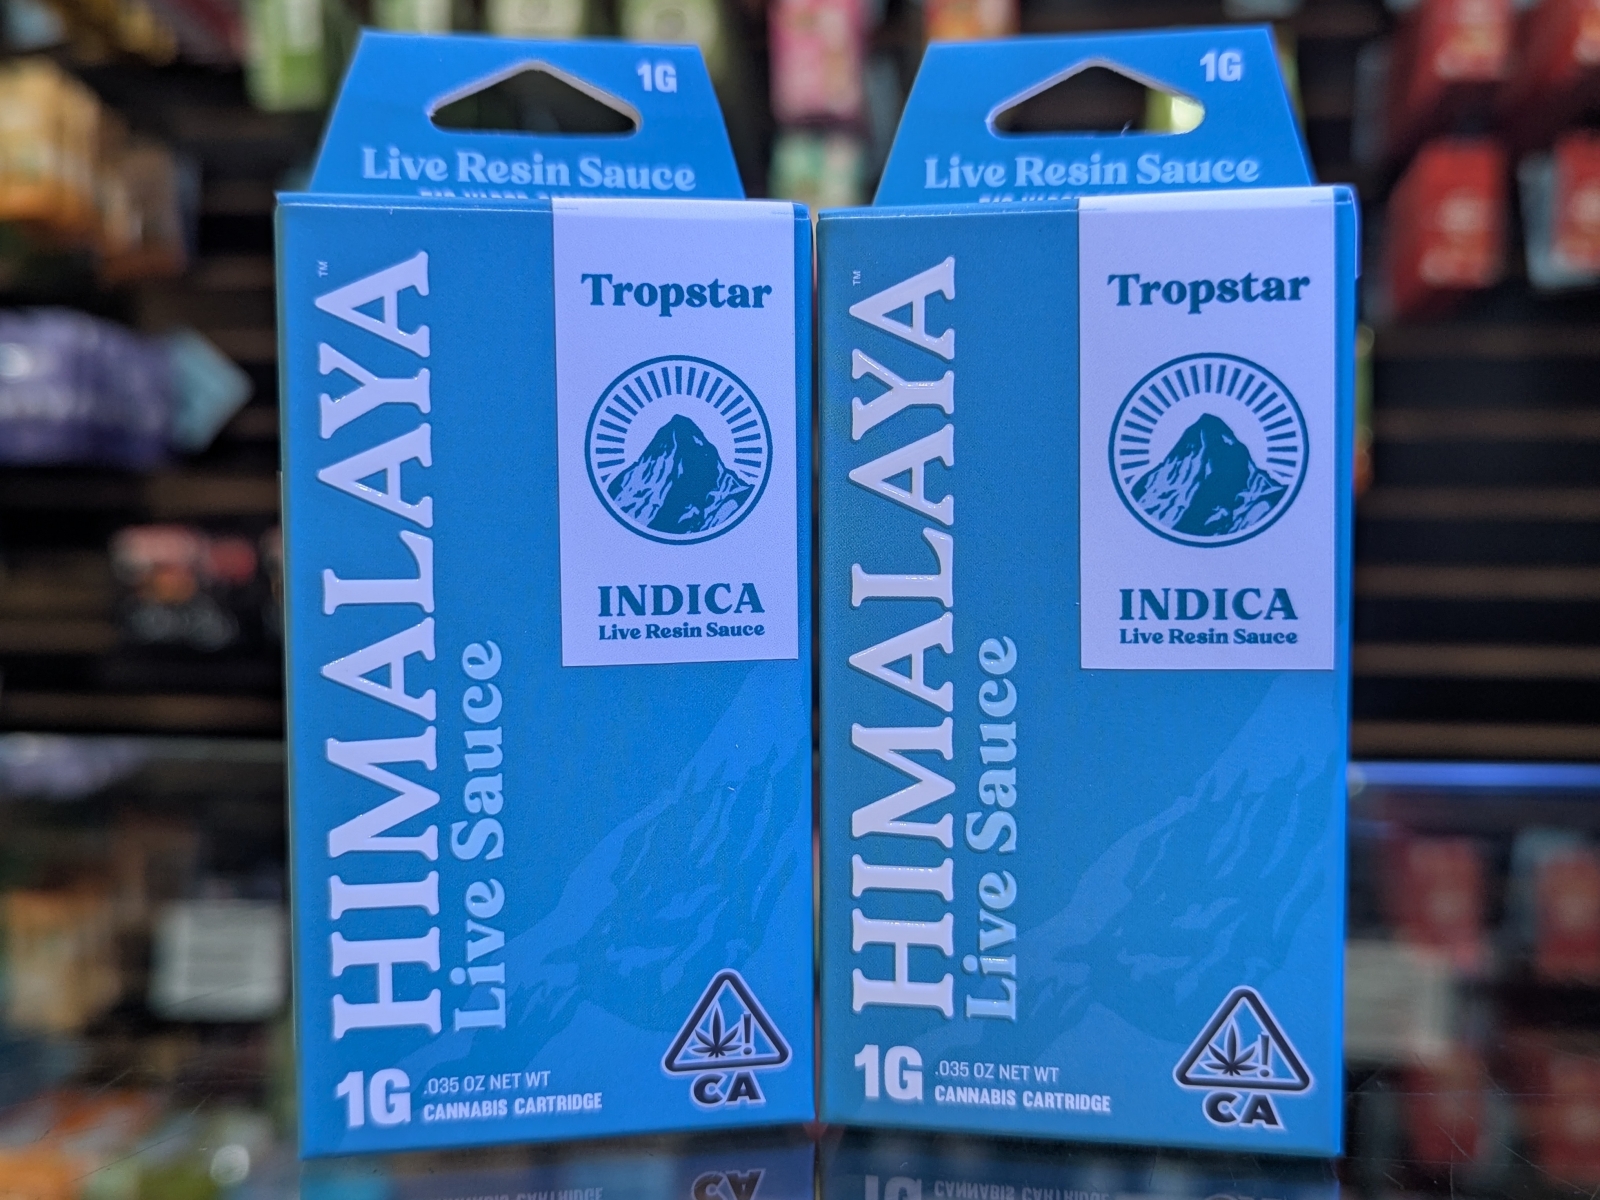 1G
Live Resin Sauce
Tropstar
HIMALAYA™
Live Sauce
INDICA
Live Resin Sauce
1G
.035 OZ NET WT
CANNABIS CARTRIDGE
CA
1G
Live Resin Sauce
Tropstar
HIMALAYA™
Live Sauce
INDICA
Live Resin Sauce
1G
.035 OZ NET WT
CANNABIS CARTRIDGE
CA